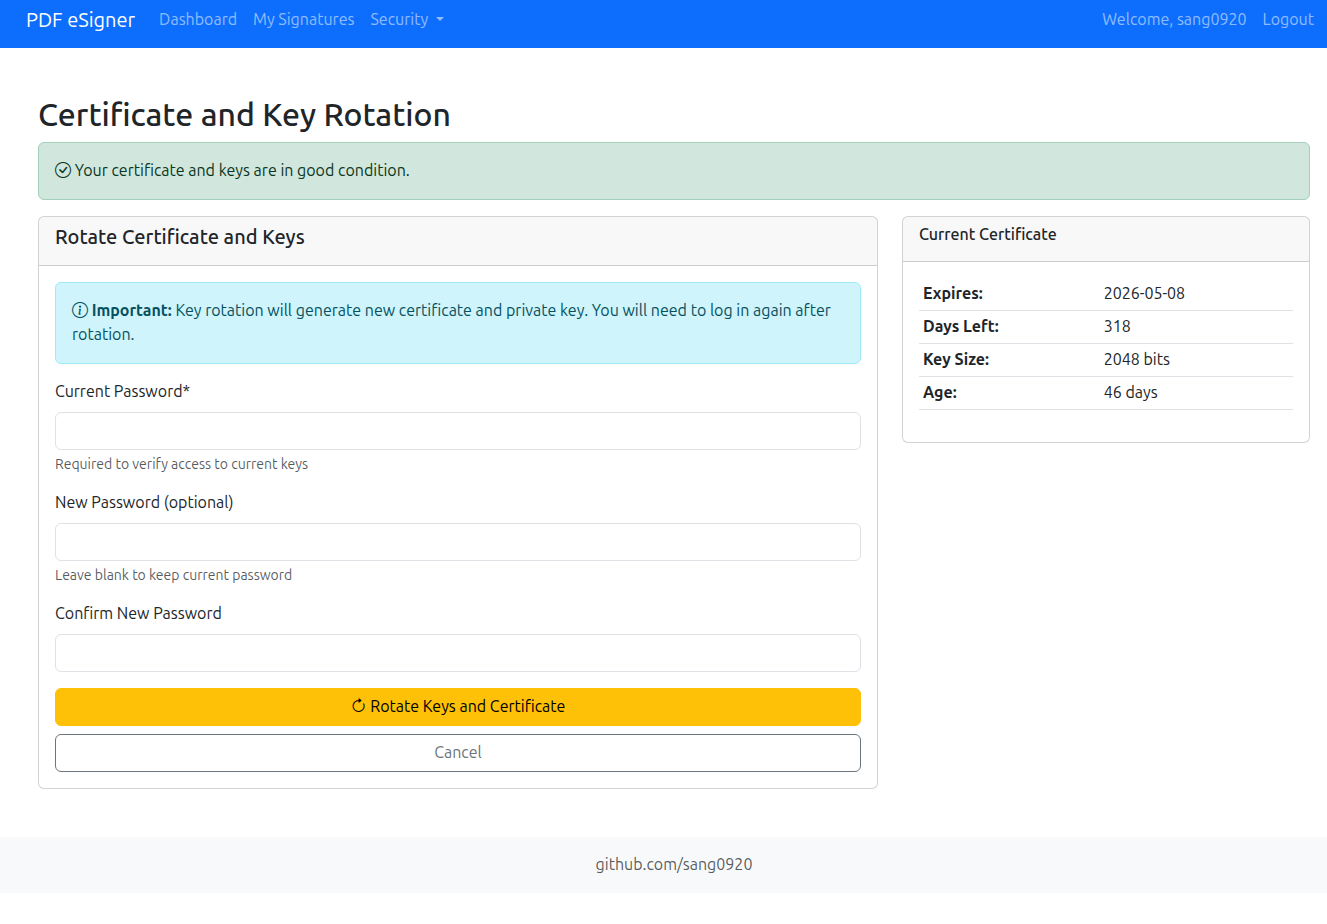 PDF eSigner Dashboard My Signatures Security Welcome, sang0920 Logout
Certificate and Key Rotation
Your certificate and keys are in good condition.
Rotate Certificate and Keys
Important: Key rotation will generate new certificate and private key. You will need to log in again after
rotation.
Current Password*
Required to verify access to current keys
New Password (optional)
Leave blank to keep current password
Confirm New Password
Rotate Keys and Certificate
Cancel
Current Certificate
Expires: 2026-05-08
Days Left: 318
Key Size: 2048 bits
Age: 46 days
github.com/sang0920